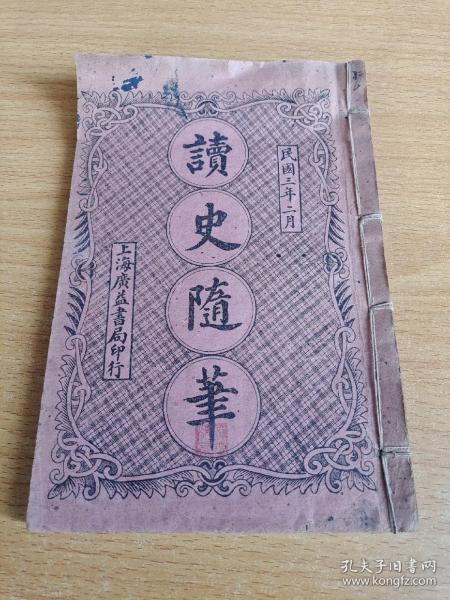 民國三年二月
讀史隨筆
上海廣益書局印行
孔夫子旧书网
www.kongfz.com